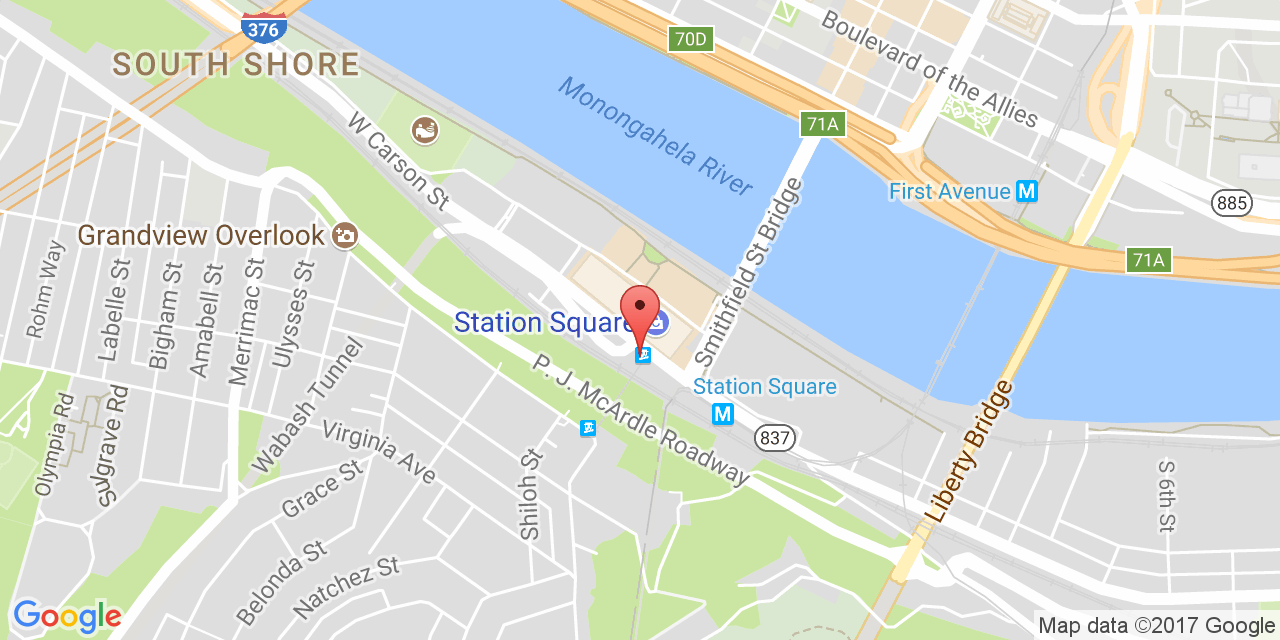 376
SOUTH SHORE
70D
Boulevard of the Allies
Monongahela River
71A
W Carson St
First Avenue M
885
Grandview Overlook
Smithfield St Bridge
71A
Rohm Way
Labelle St
Bigham St
Amabell St
Merrimac St
Ulysses St
Station Square
Wabash Tunnel
P. J. McArdle Roadway
Station Square
M
837
Olympia Rd
Sulgrave Rd
Virginia Ave
Liberty Bridge
Grace St
Shiloh St
S 6th St
Belonda St
Natchez St
Google
Map data ©2017 Google